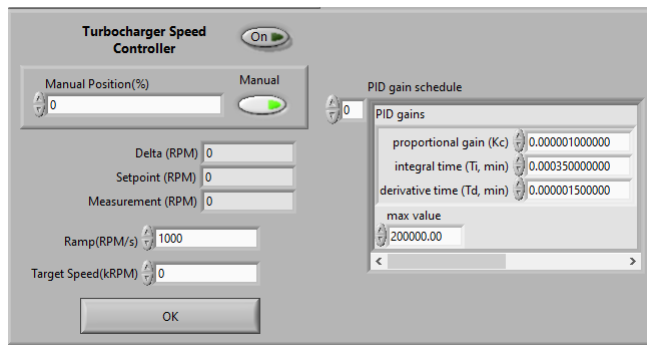 Turbocharger Speed
Controller
On
Manual Position(%)
Manual
0
Delta (RPM) 0
Setpoint (RPM) 0
Measurement (RPM) 0
Ramp(RPM/s) 1000
Target Speed(kRPM) 0
OK
PID gain schedule
0
PID gains
proportional gain (Kc) 0.000001000000
integral time (Ti, min) 0.000350000000
derivative time (Td, min) 0.000001500000
max value
200000.00